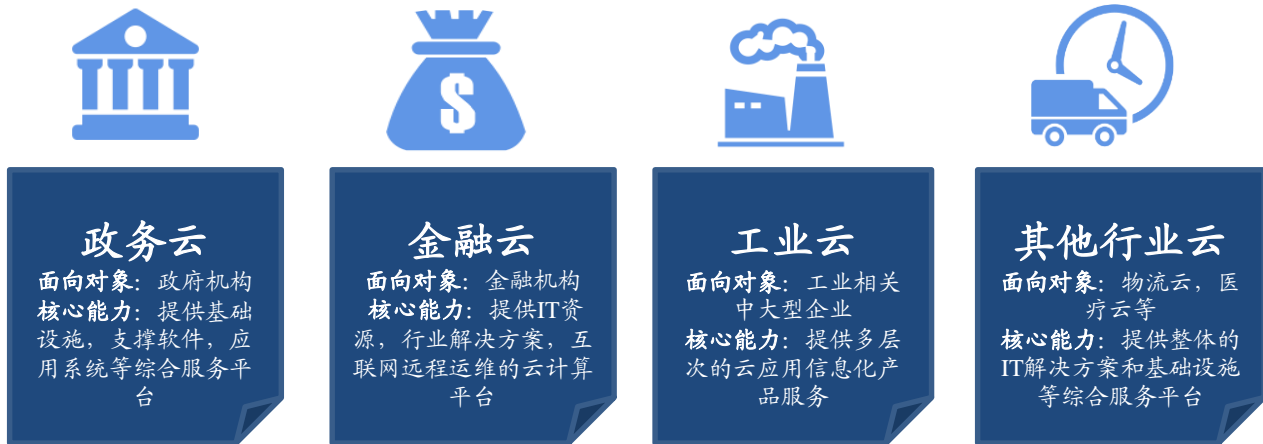 $
政务云
面向对象：政府机构
核心能力：提供基础
设施，支撑软件，应
用系统等综合服务平
台
金融云
面向对象：金融机构
核心能力：提供IT资
源，行业解决方案，互
联网远程运维的云计算
平台
工业云
面向对象：工业相关
中大型企业
核心能力：提供多层
次的云应用信息化产
品服务
其他行业云
面向对象：物流云，医
疗云等
核心能力：提供整体的
IT解决方案和基础设施
等综合服务平台